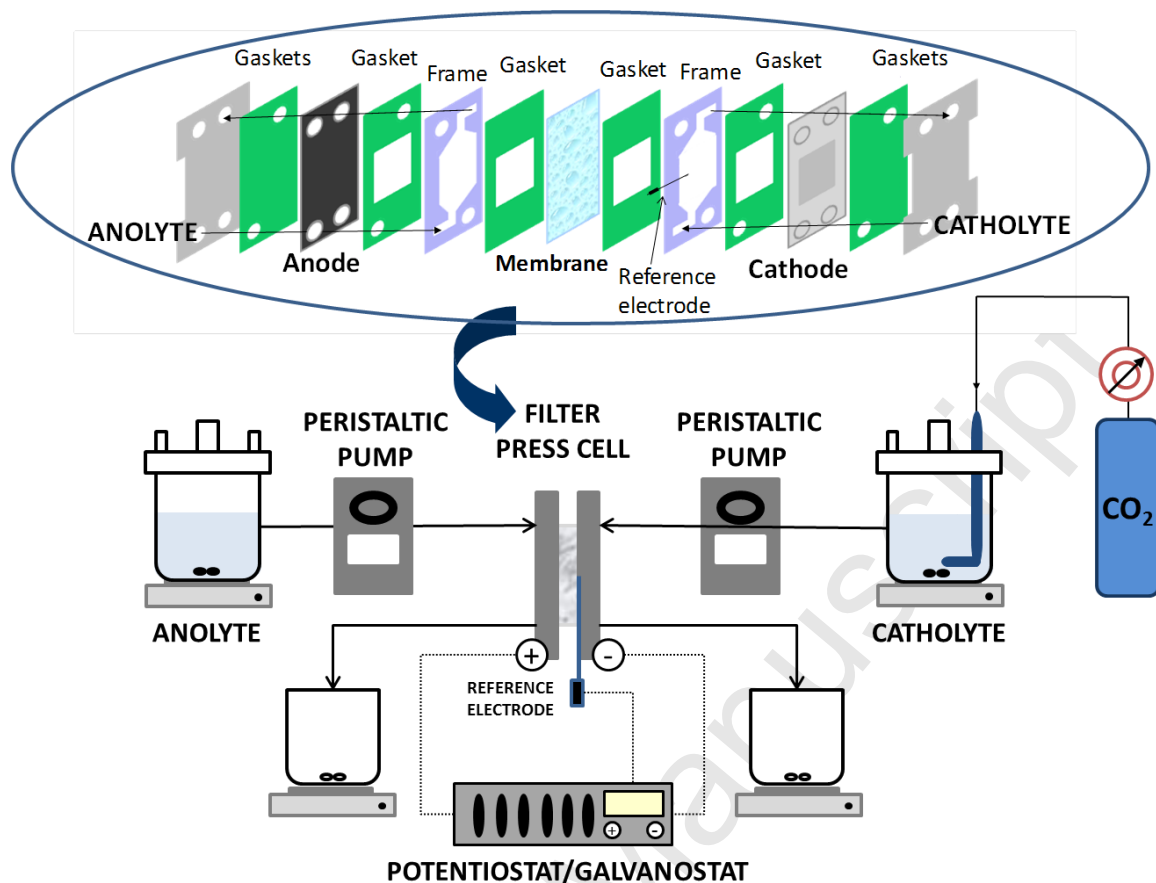 Gaskets
Gasket
Frame
Gasket
Gasket
Frame
Gasket
Gaskets
ANOLYTE
Anode
Membrane
Reference
electrode
Cathode
CATHOLYTE
PERISTALTIC
PUMP
FILTER
PRESS CELL
PERISTALTIC
PUMP
CO2
ANOLYTE
CATHOLYTE
+
-
REFERENCE
ELECTRODE
+
-
POTENTIOSTAT/GALVANOSTAT
Manuscript